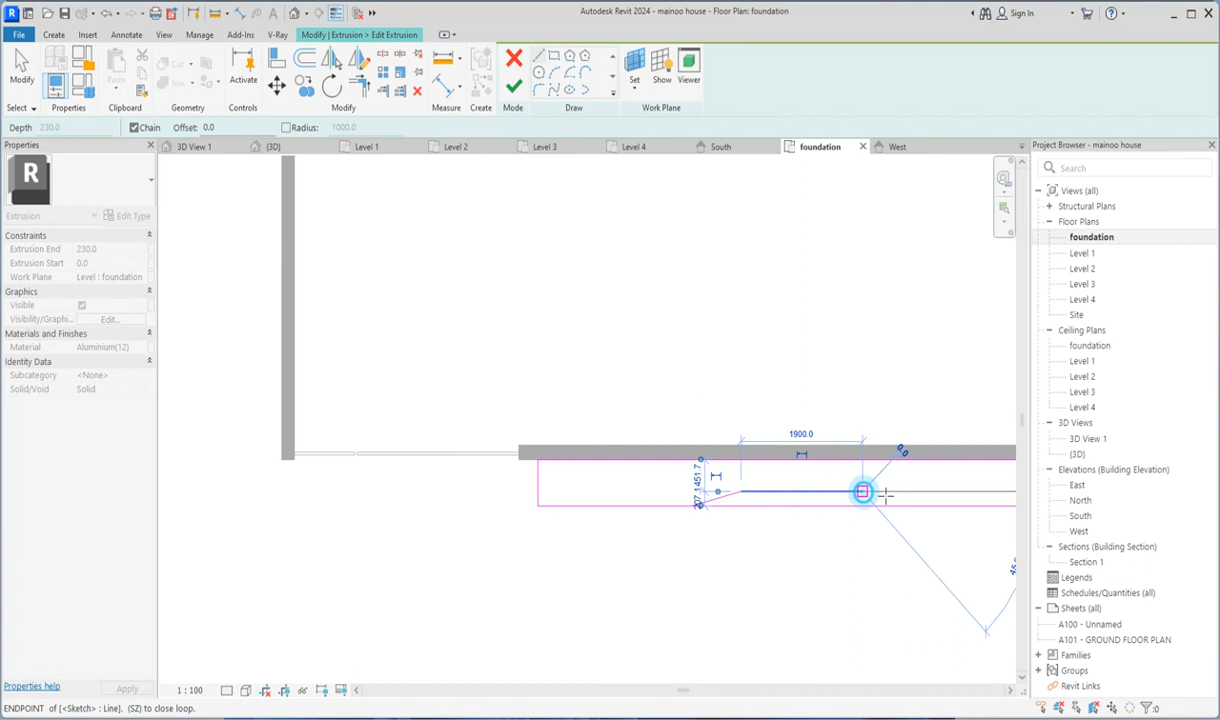 Autodesk Revit 2024 - mainoo house - Floor Plan: foundation
Sign In
File Create Insert Annotate View Manage Add-Ins V-Ray Modify | Extrusion > Edit Extrusion
Modify Paste Cut Join Activate Set Show Viewer
Select Properties Clipboard Geometry Controls Modify Measure Create Mode Draw Work Plane
Depth 230.0 Chain Offset: 0.0 Radius: 1000.0
Properties
R
Extrusion Edit Type
Constraints
Extrusion End 230.0
Extrusion Start 0.0
Work Plane Level : foundation
Graphics
Visible
Visibility/Graphi... Edit...
Materials and Finishes
Material Aluminium(12)
Identity Data
Subcategory <None>
Solid/Void Solid
Properties help Apply
3D View 1 (3D) Level 1 Level 2 Level 3 Level 4 South foundation West
1900.0
0.0
1 : 100
Project Browser - mainoo house
Search
Views (all)
Structural Plans
Floor Plans
foundation
Level 1
Level 2
Level 3
Level 4
Site
Ceiling Plans
foundation
Level 1
Level 2
Level 3
Level 4
3D Views
3D View 1
(3D)
Elevations (Building Elevation)
East
North
South
West
Sections (Building Section)
Section 1
Legends
Schedules/Quantities (all)
Sheets (all)
A100 - Unnamed
A101 - GROUND FLOOR PLAN
Families
Groups
Revit Links
ENDPOINT of [<Sketch> : Line]. (SZ) to close loop.
:0